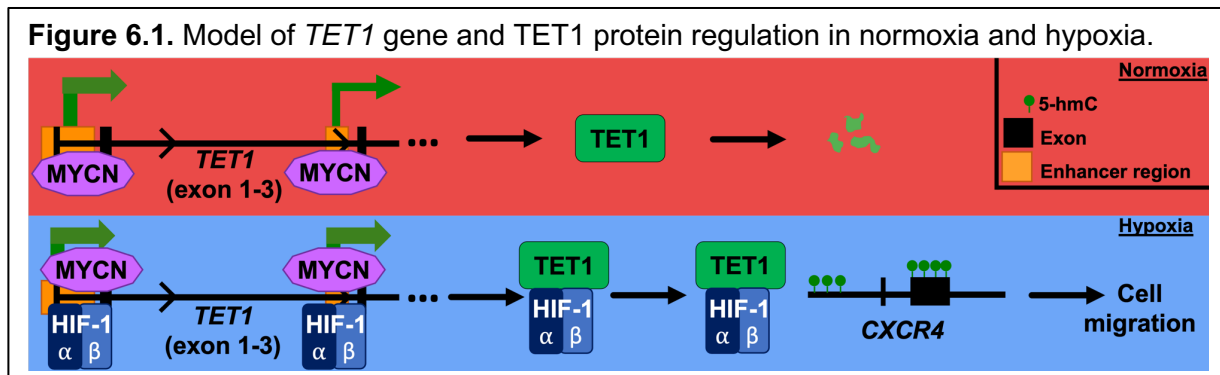 Figure 6.1. Model of TET1 gene and TET1 protein regulation in normoxia and hypoxia.
Normoxia
5-hmC
Exon
Enhancer region
MYCN
TET1
(exon 1-3)
MYCN
...
TET1
Hypoxia
MYCN
HIF-1
α β
TET1
(exon 1-3)
MYCN
HIF-1
α β
...
TET1
HIF-1
α β
TET1
HIF-1
α β
CXCR4
Cell
migration